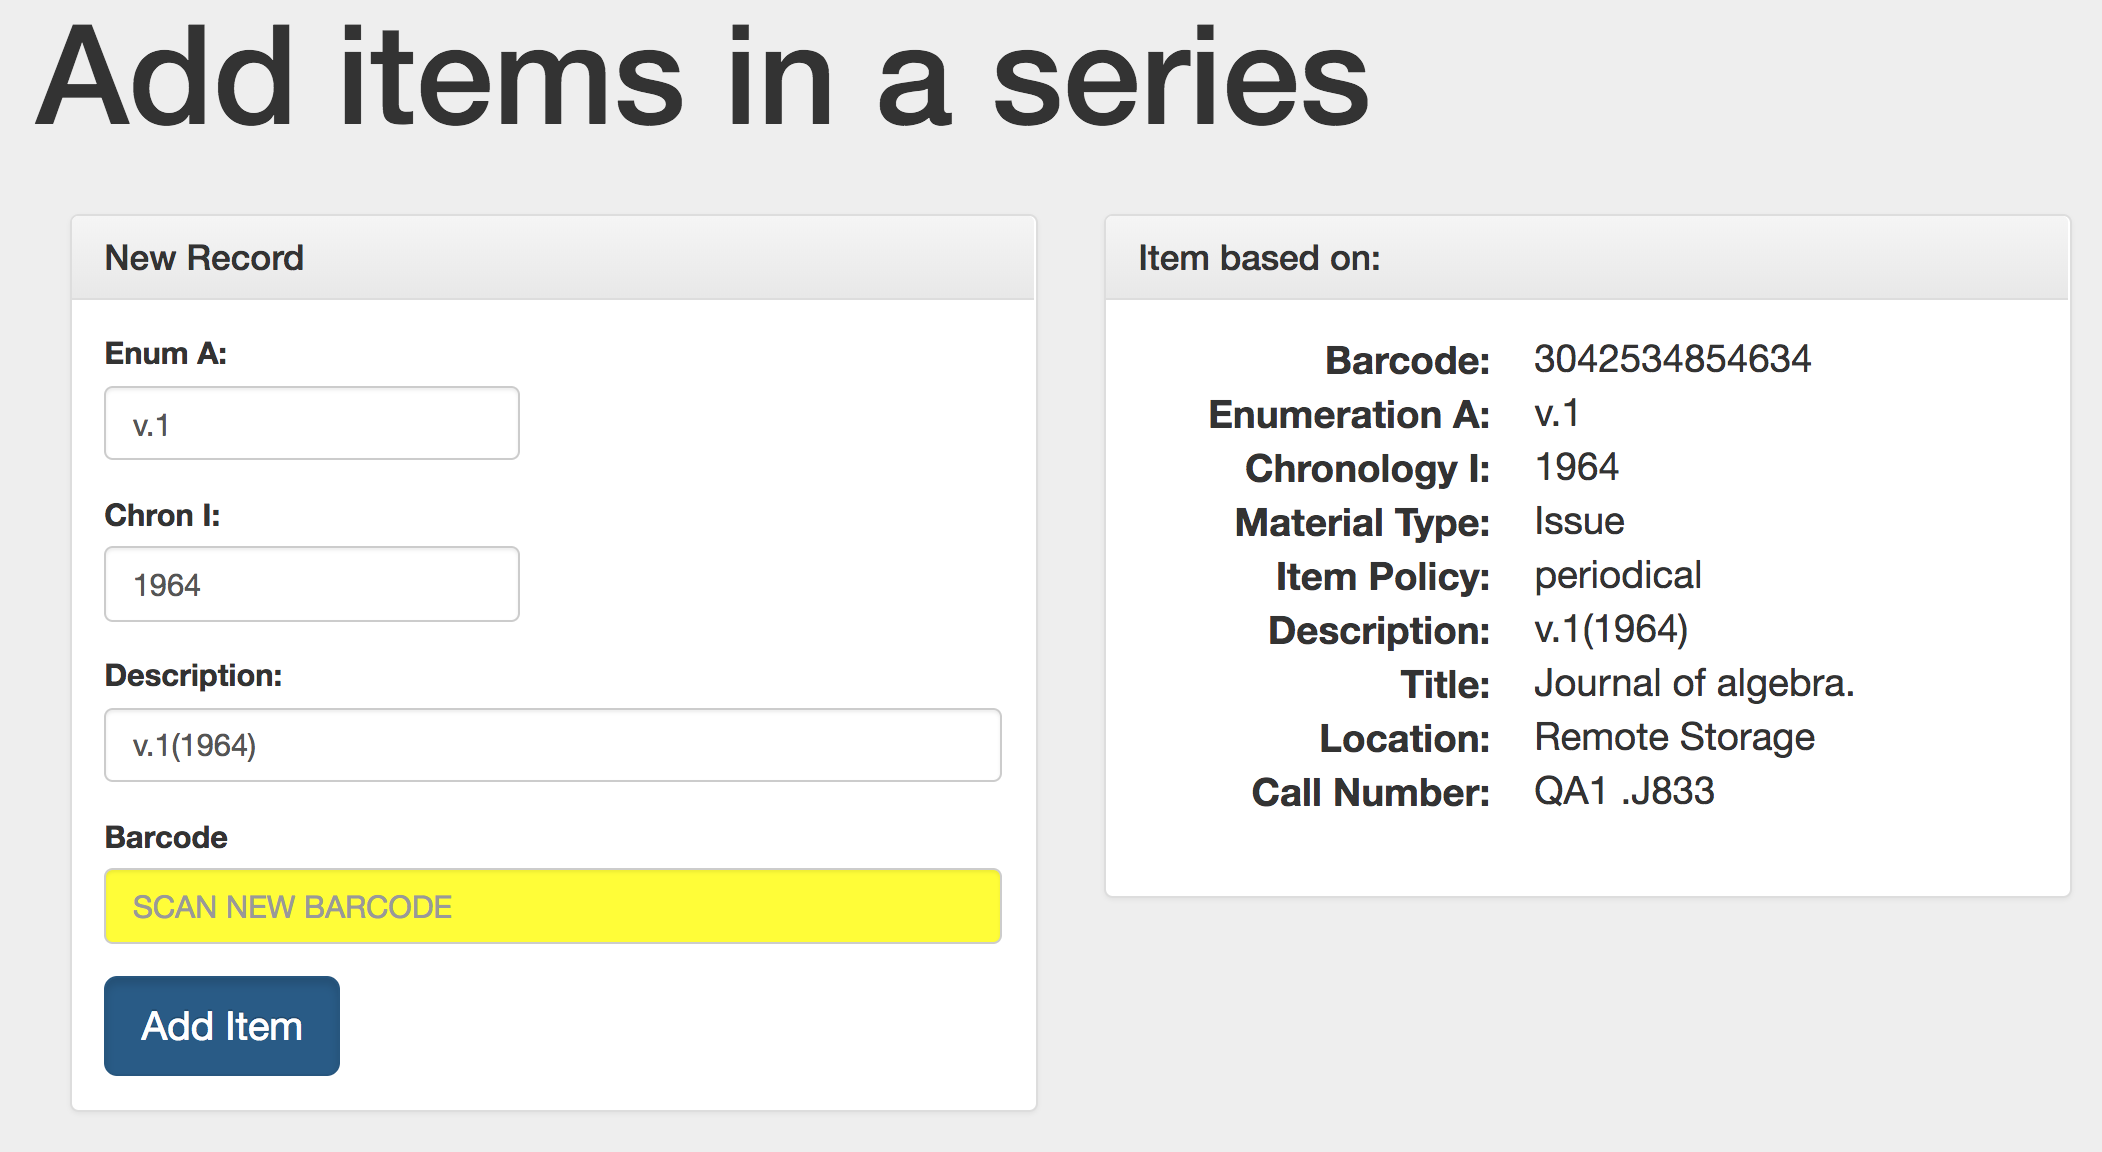 Add items in a series
New Record
Enum A:
v.1
Chron I:
1964
Description:
v.1(1964)
Barcode
SCAN NEW BARCODE
Add Item
Item based on:
Barcode: 3042534854634
Enumeration A: v.1
Chronology I: 1964
Material Type: Issue
Item Policy: periodical
Description: v.1(1964)
Title: Journal of algebra.
Location: Remote Storage
Call Number: QA1 .J833